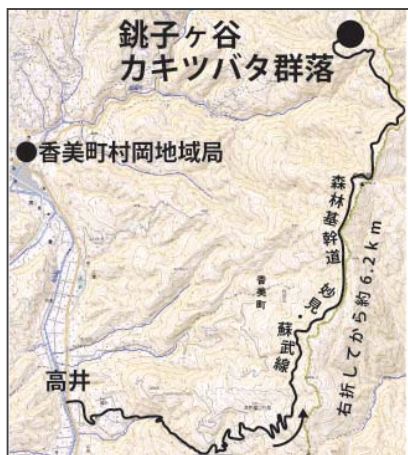 銚子ヶ谷
カキツバタ群落
香美町村岡地域局
森林基幹道
妙見・蘇武線
香美町
右折してから約6.2km
高井